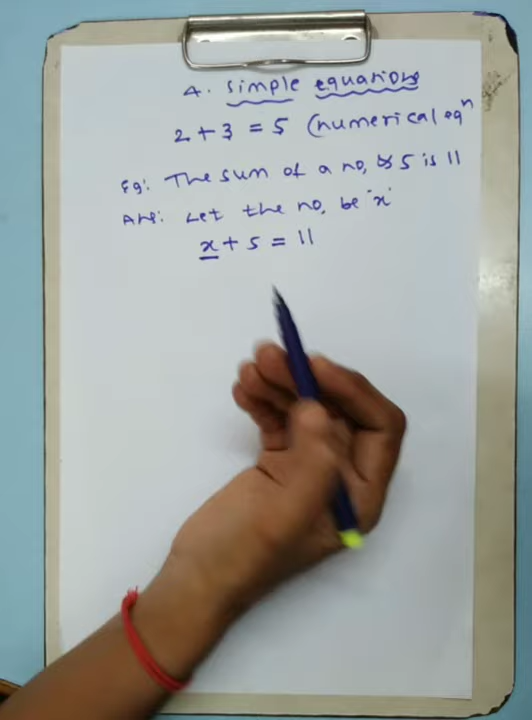 4. Simple equations
2 + 3 = 5 (numerical eqn
Eg: The sum of a no, & 5 is 11
Ans: Let the no, be 'x'
x + 5 = 11